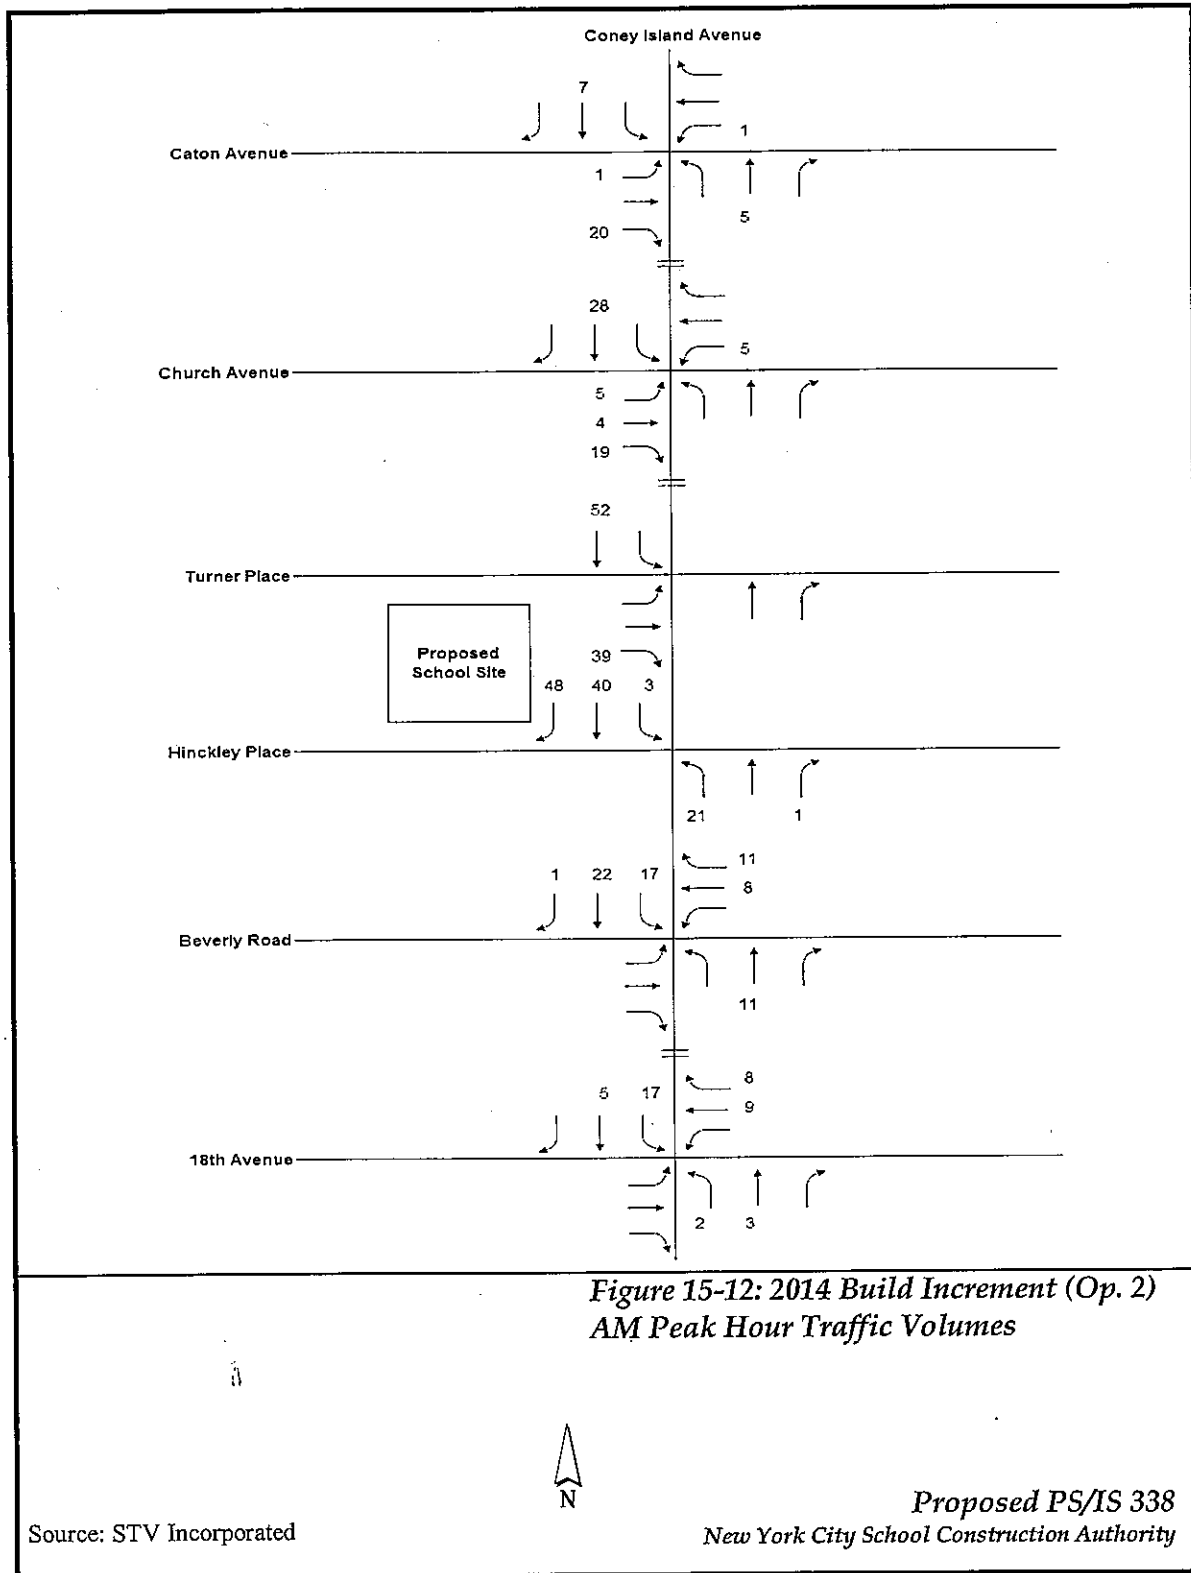 Coney Island Avenue
7
1
Caton Avenue
1
5
20
28
5
Church Avenue
5
4
19
52
Turner Place
39
Proposed
School Site
48 40 3
Hinckley Place
21 1
11
1 22 17
8
Beverly Road
11
8
5 17
9
18th Avenue
2 3
Figure 15-12: 2014 Build Increment (Op. 2)
AM Peak Hour Traffic Volumes
N
Proposed PS/IS 338
Source: STV Incorporated
New York City School Construction Authority